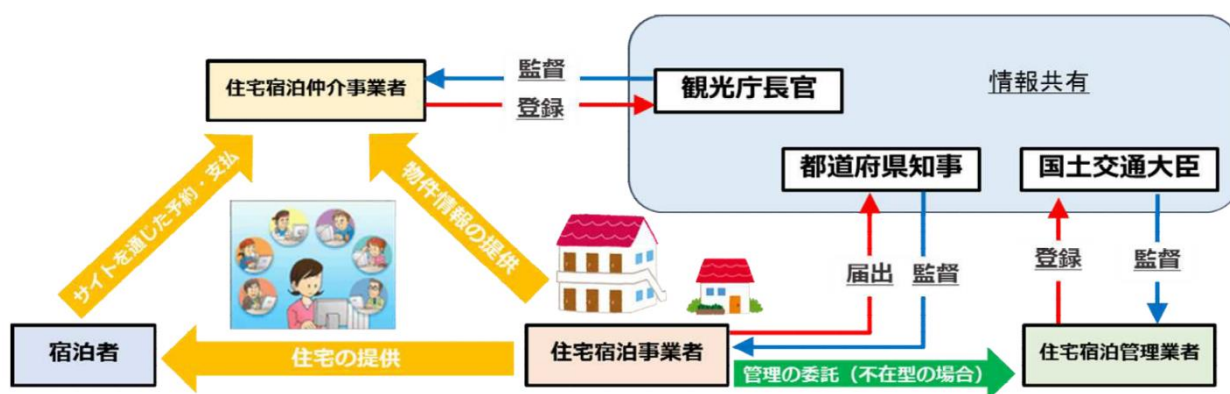 住宅宿泊仲介事業者
監督
登録
観光庁長官
情報共有
都道府県知事
国土交通大臣
サイトを通じた予約・支払
物件情報の提供
届出
監督
登録
監督
宿泊者
住宅の提供
住宅宿泊事業者
管理の委託（不在型の場合）
住宅宿泊管理業者